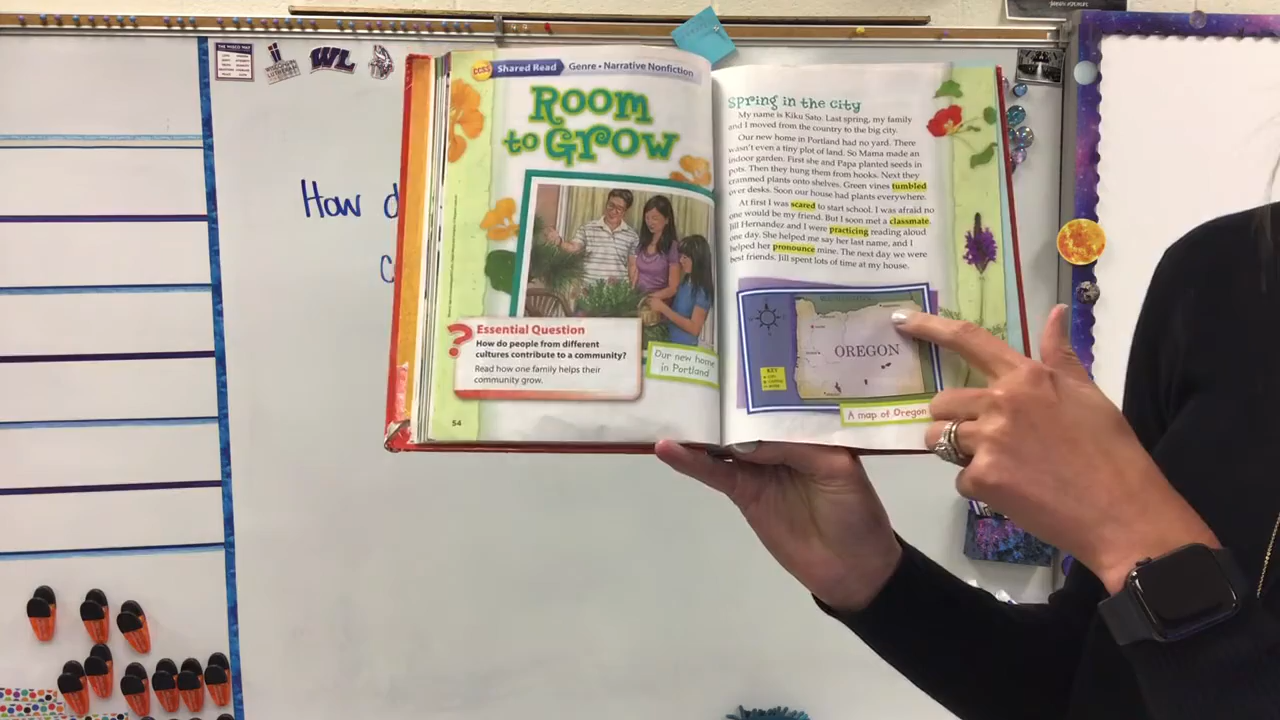 WL
How d
c
CCSS Shared Read Genre • Narrative Nonfiction
ROOM
to GROW
? Essential Question
How do people from different
cultures contribute to a community?
Read how one family helps their
community grow.
Our new home
in Portland
54
Spring in the city
My name is Kiku Sato. Last spring, my family
and I moved from the country to the big city.
Our new home in Portland had no yard. There
wasn't even a tiny plot of land. So Mama made an
indoor garden. First she and Papa planted seeds in
pots. Then they hung them from hooks. Next they
crammed plants onto shelves. Green vines tumbled
over desks. Soon our house had plants everywhere.
At first I was scared to start school. I was afraid no
one would be my friend. But I soon met a classmate.
Jill Hernandez and I were practicing reading aloud
one day. She helped me say her last name, and I
helped her pronounce mine. The next day we were
best friends. Jill spent lots of time at my house.
OREGON
KEY
A map of Oregon